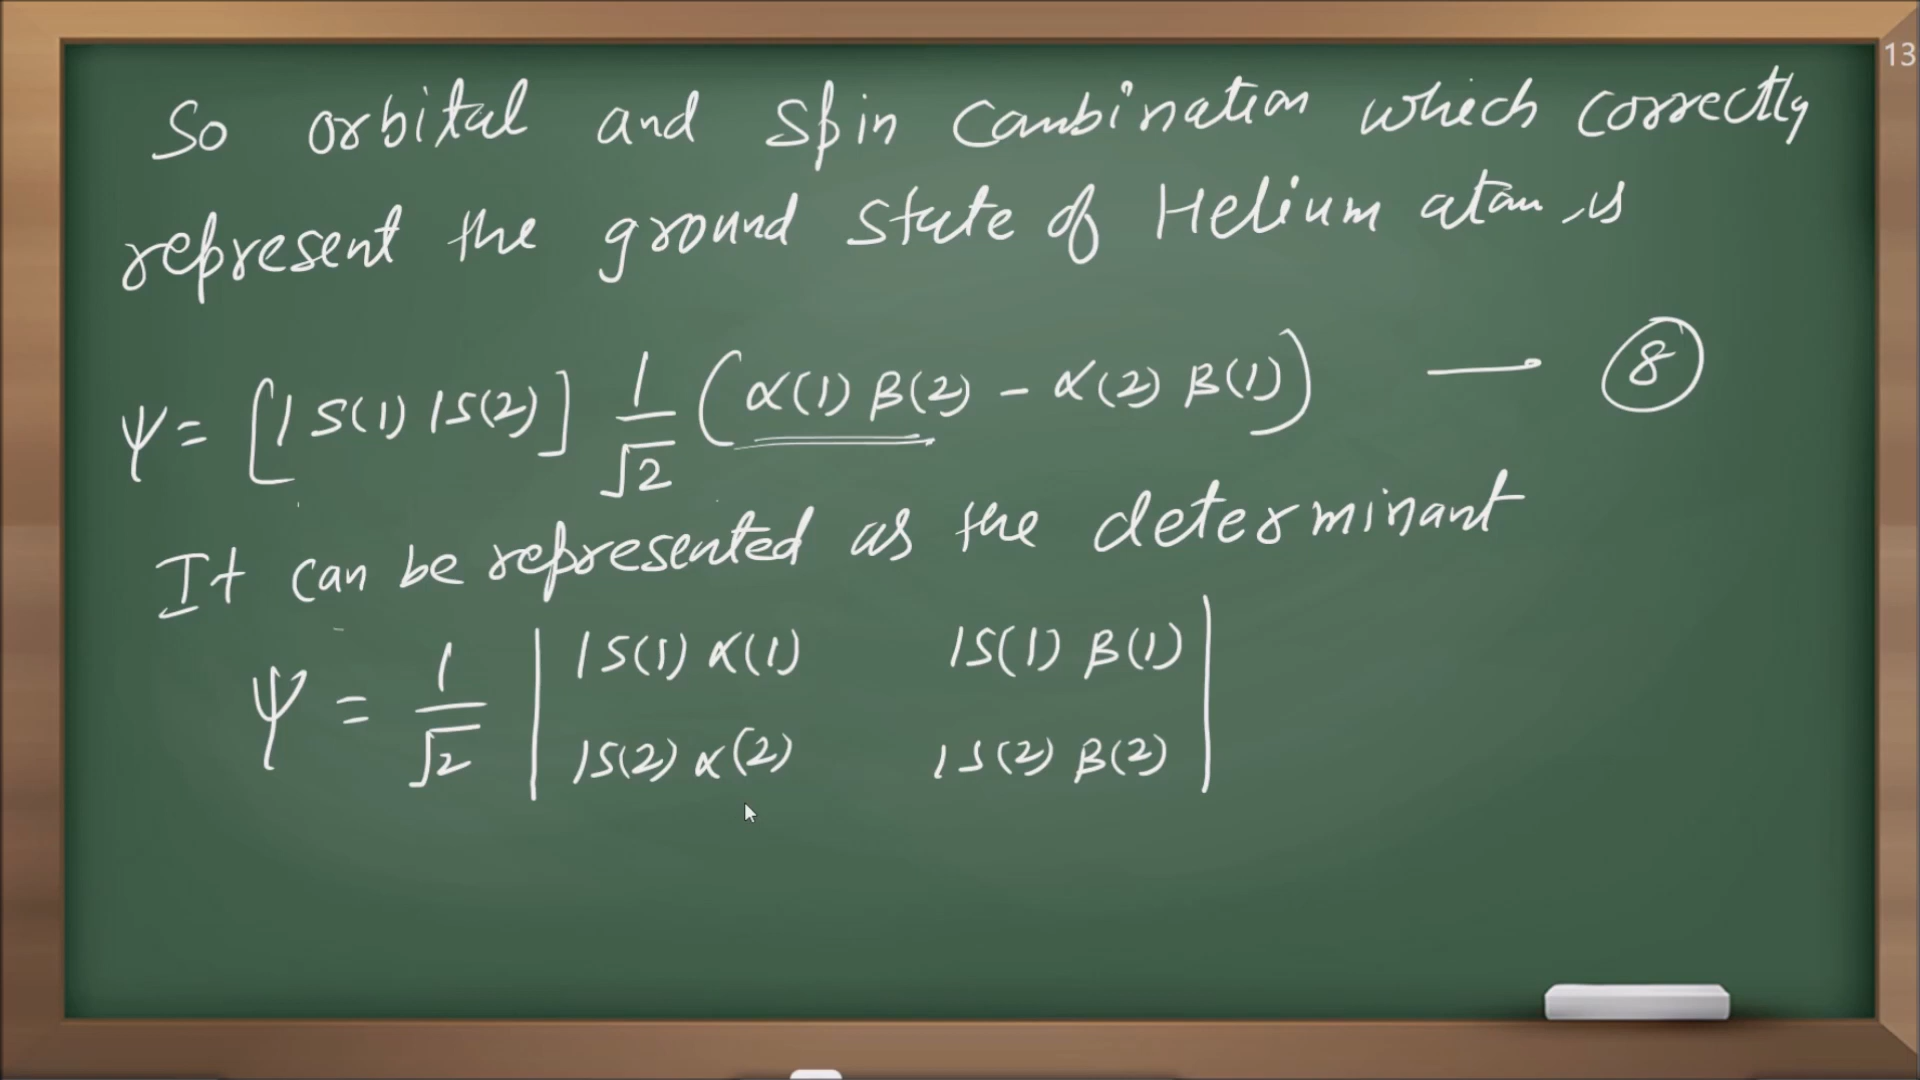 13
So orbital and Spin Combination which correctly
represent the ground State of Helium atom is
Ψ = [1S(1) 1S(2)] 1/√2 (α(1) β(2) - α(2) β(1)) — 8
It can be represented as the determinant
Ψ = 1/√2 | 1S(1) α(1) 1S(1) β(1) |
| 1S(2) α(2) 1S(2) β(2) |